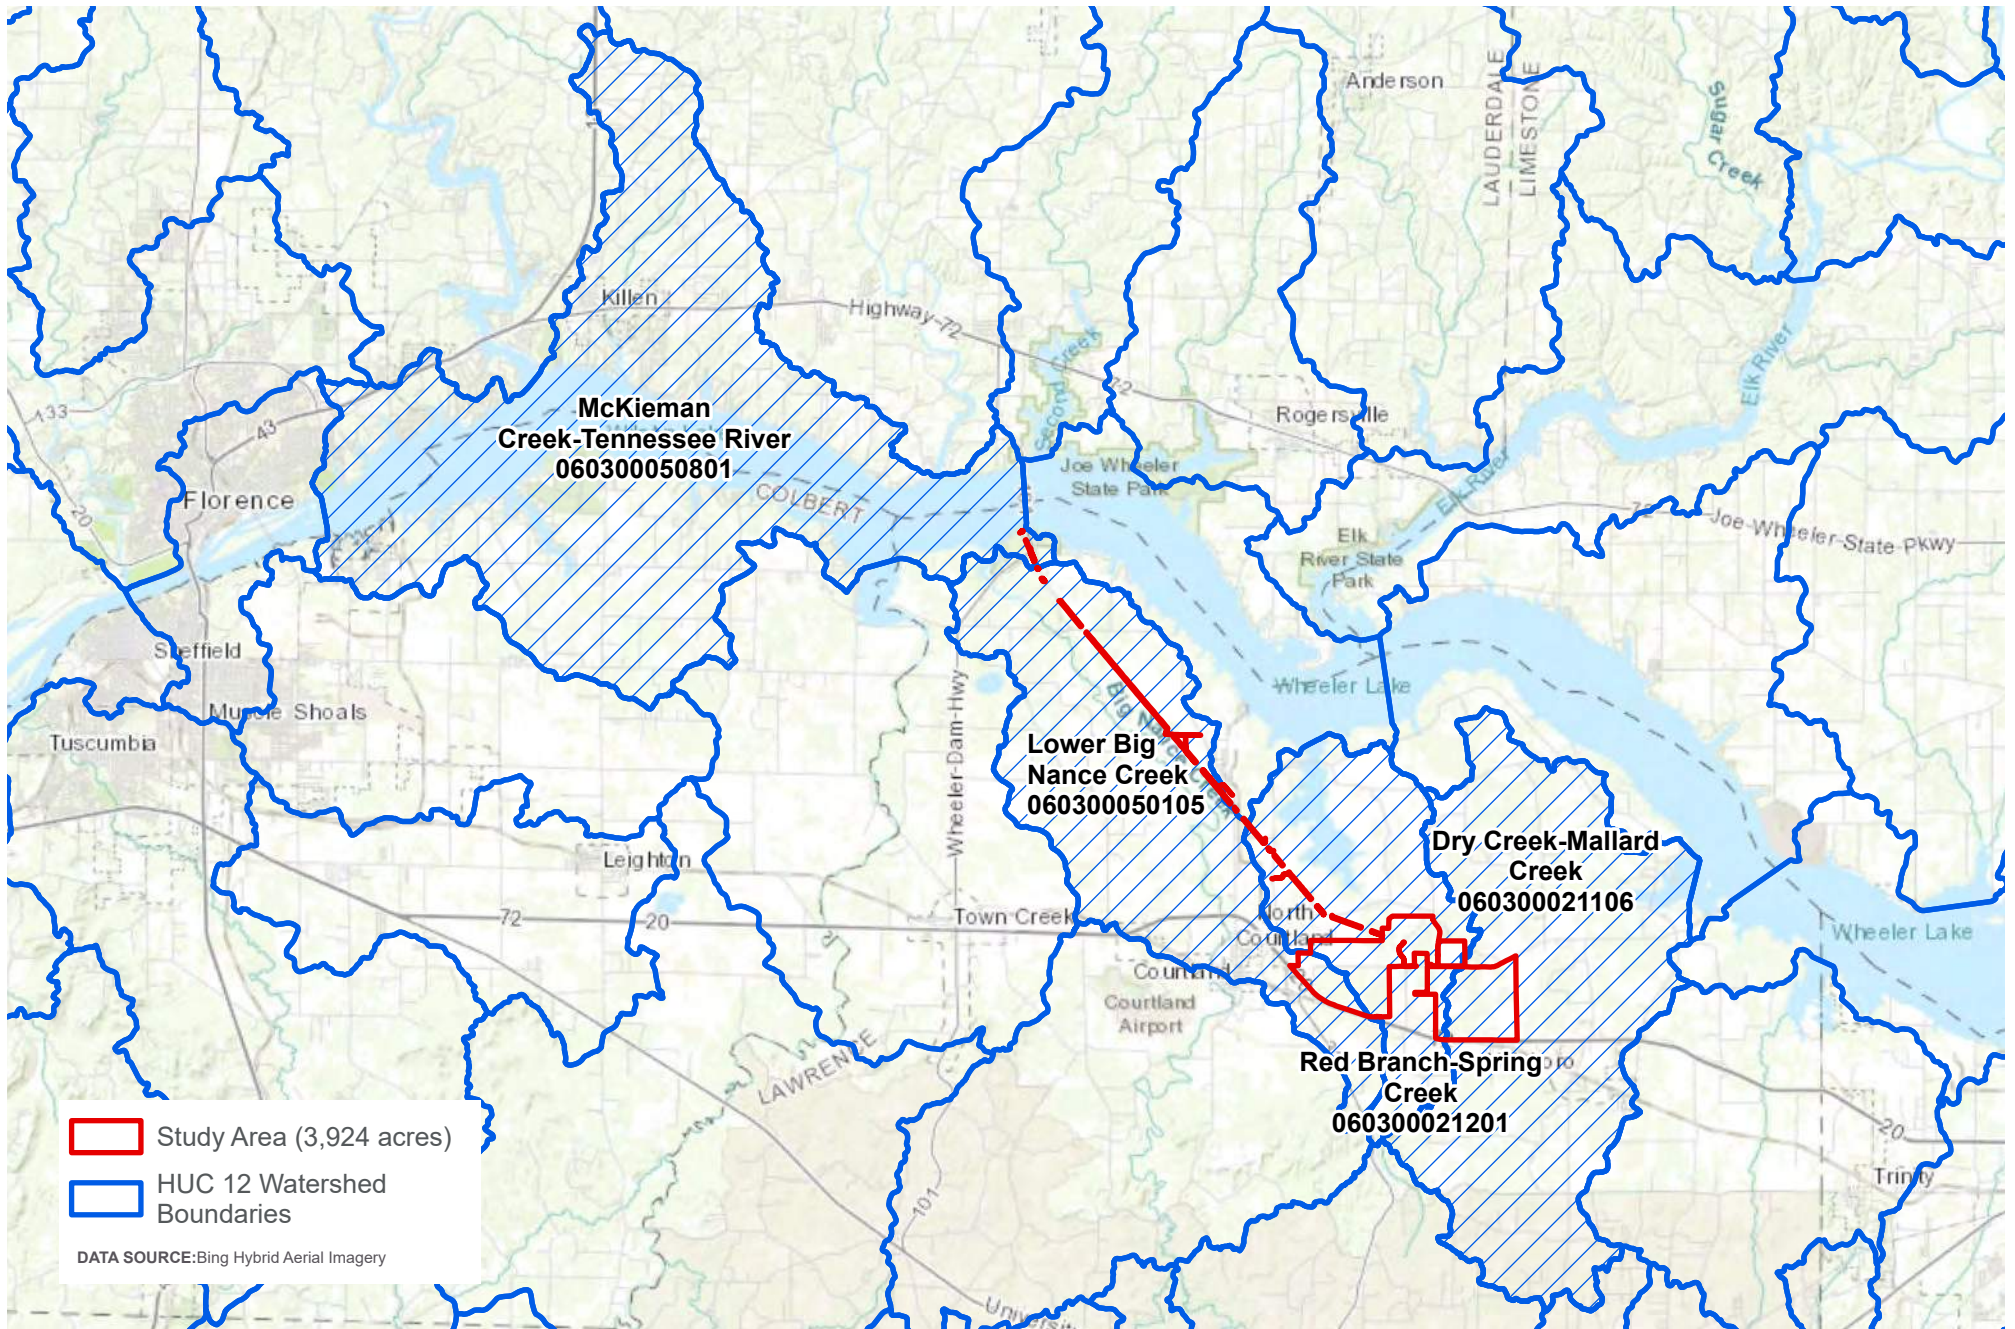 Anderson
LAUDERDALE
LIMESTONE
Sugar
Creek
Killen
Highway-72
Second Creek
72
Elk River
Rogersville
133
43
McKieman
Creek-Tennessee River
060300050801
Joe Wheeler
State Park
Elk River
COLBERT
Florence
20
72
Joe-Wheeler-State-Pkwy
Elk
River State
Park
Sheffield
Wheeler Lake
Muscle Shoals
Tuscumbia
Wheeler-Dam-Hwy
Big Nance Creek
Lower Big
Nance Creek
060300050105
Dry Creek-Mallard
Creek
060300021106
Leighton
72
20
Town Creek
North
Courtland
Wheeler Lake
Courtland
Courtland
Airport
LAWRENCE
Red Branch-Spring
Creek
060300021201
20
Trinity
101
Study Area (3,924 acres)
HUC 12 Watershed
Boundaries
DATA SOURCE:Bing Hybrid Aerial Imagery